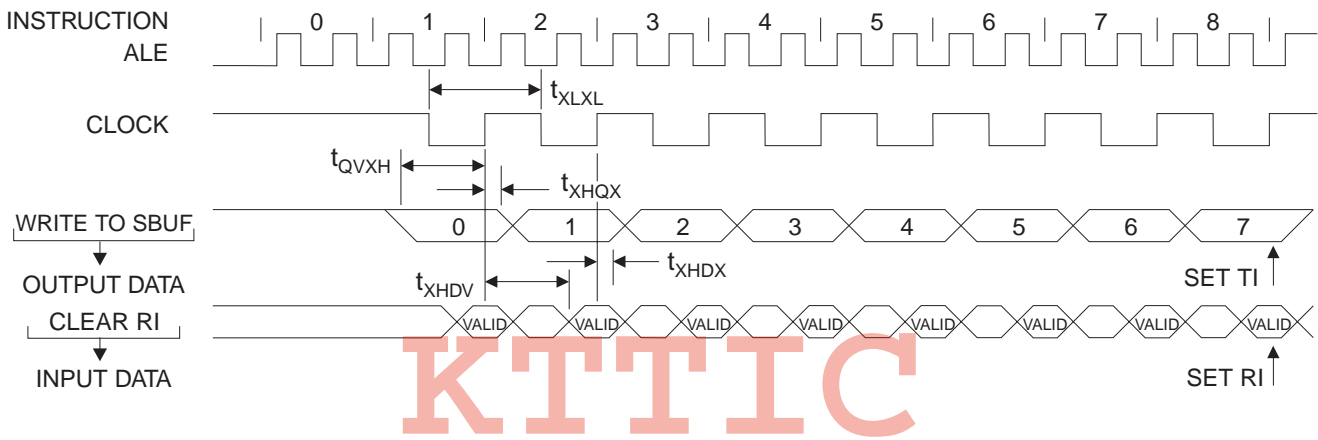 INSTRUCTION 0 1 2 3 4 5 6 7 8
ALE
tXLXL
CLOCK
tQVXH
tXHQX
WRITE TO SBUF 0 1 2 3 4 5 6 7
tXHDX
SET TI
OUTPUT DATA
tXHDV
CLEAR RI VALID VALID VALID VALID VALID VALID VALID VALID
INPUT DATA
SET RI
KTTIC